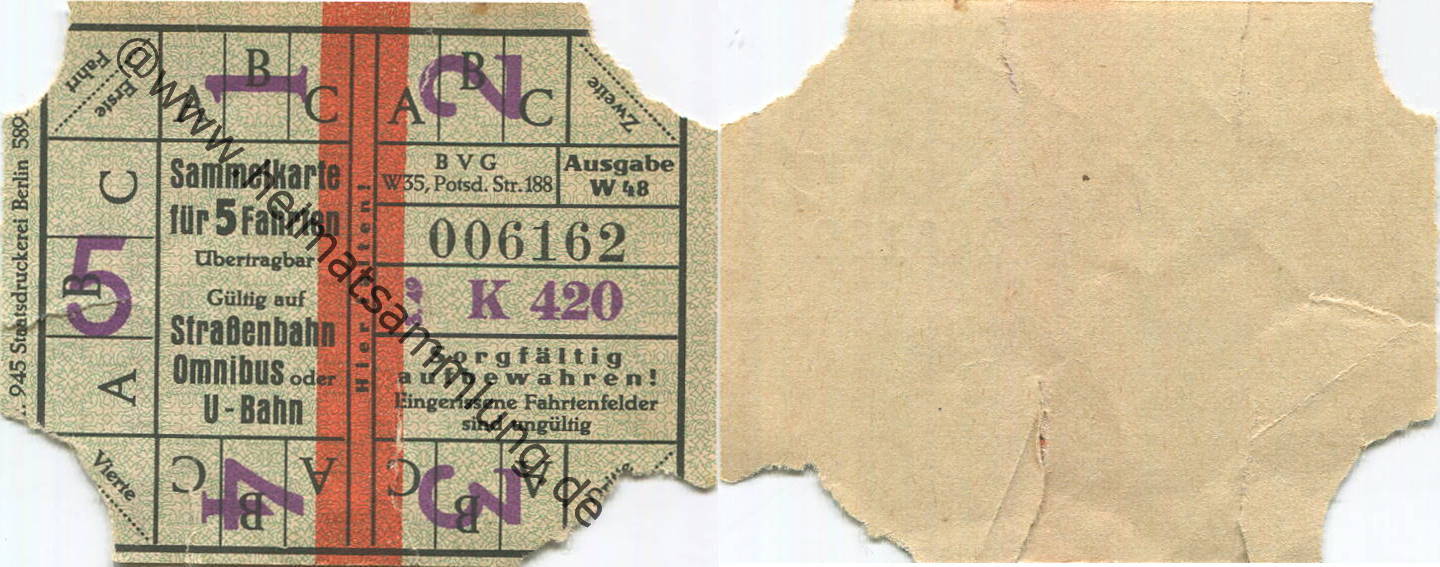 Erste
Fahrt
A B C
1
A B C
2
Zweite
Sammelkarte
für 5 Fahrten
Übertragbar
Gültig auf
Straßenbahn
Omnibus oder
U-Bahn
BVG
W35, Potsd. Str. 188
Ausgabe
W 48
006162
K 420
Sorgfältig
aufbewahren!
Eingerissene Fahrtenfelder
sind ungültig
C
B
A
5
945 Staatsdruckerei Berlin 589
Vierte
C B A
4
C B A
3
@www.heimatsammlung.de